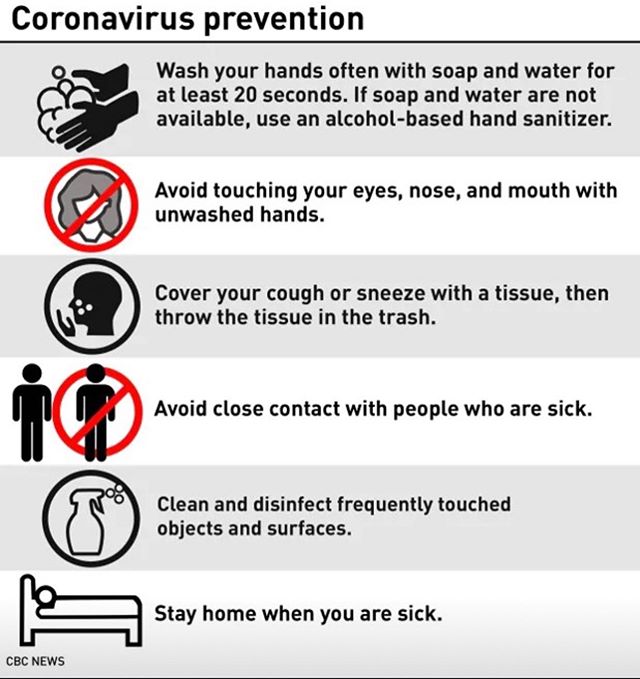 Coronavirus prevention
Wash your hands often with soap and water for
at least 20 seconds. If soap and water are not
available, use an alcohol-based hand sanitizer.
Avoid touching your eyes, nose, and mouth with
unwashed hands.
Cover your cough or sneeze with a tissue, then
throw the tissue in the trash.
Avoid close contact with people who are sick.
Clean and disinfect frequently touched
objects and surfaces.
Stay home when you are sick.
CBC NEWS